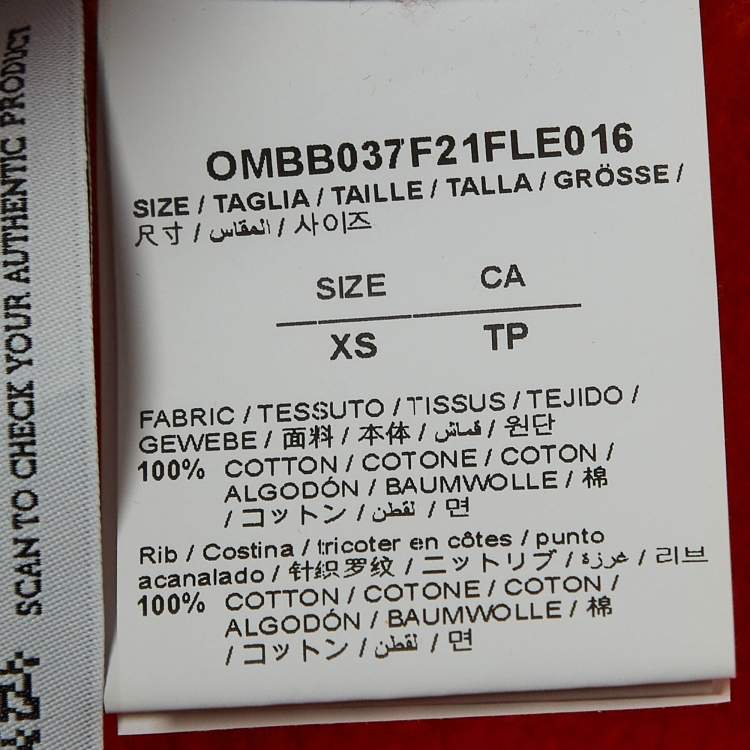 SCAN TO CHECK YOUR AUTHENTIC PRODUCT
OMBB037F21FLE016
SIZE / TAGLIA / TAILLE / TALLA / GRÖSSE /
尺寸 / المقاس / 사이즈
SIZE CA
XS TP
FABRIC / TESSUTO / TISSUS / TEJIDO /
GEWEBE / 面料 / 本体 / قماش / 원단
100% COTTON / COTONE / COTON /
ALGODÓN / BAUMWOLLE / 棉
/ コットン / لقطن / 면
Rib / Costina / tricoter en côtes / punto
acanalado / 针织罗纹 / ニットリブ / غرزة / 리브
100% COTTON / COTONE / COTON /
ALGODÓN / BAUMWOLLE / 棉
/ コットン / لقطن / 면